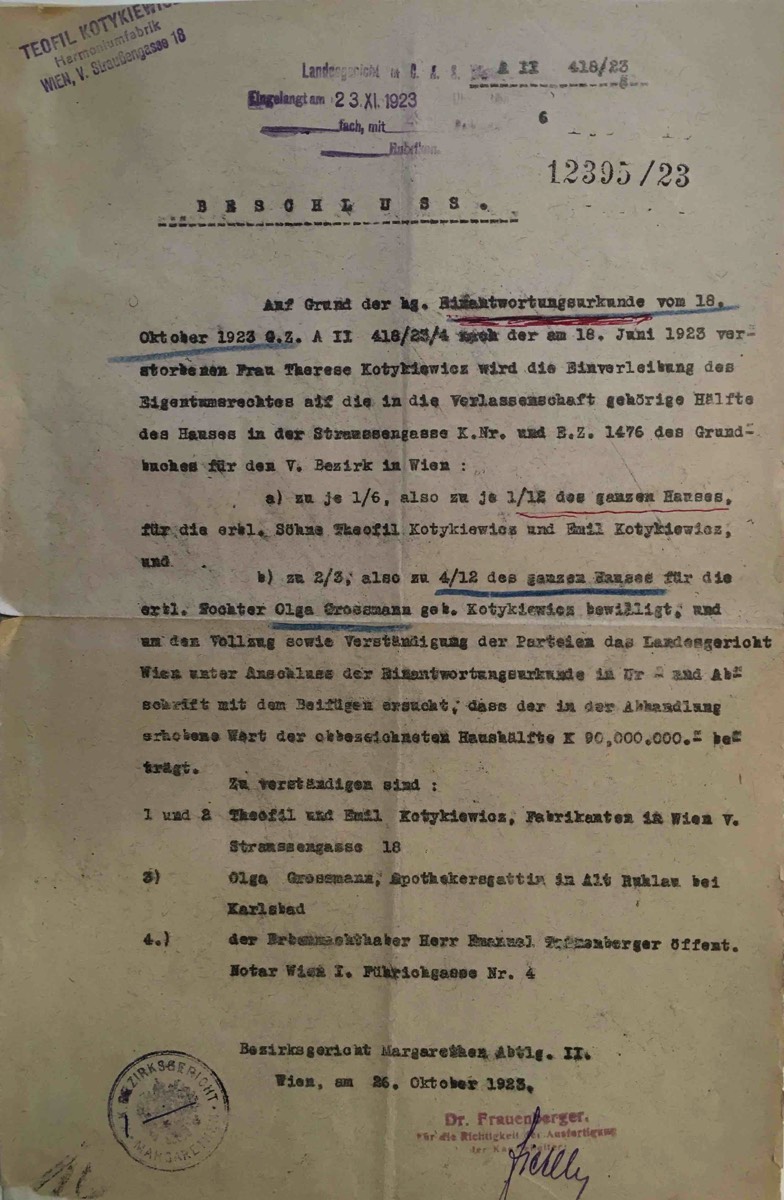 TEOFIL KOTYKIEWICZ
Harmoniumfabrik
WIEN, V. Straußengasse 18
Landesgericht A II 418/23
Eingelangt am 23.XI.1923 6
fach, mit
12395/23
BESCHLUSS.
Auf Grund der hg. Einantwortungsurkunde vom 18.
Oktober 1923 G.Z. A II 418/23/4 nach der am 18. Juni 1923 ver-
storbenen Frau Therese Kotykiewicz wird die Einverleibung des
Eigentumsrechtes auf die in die Verlassenschaft gehörige Hälfte
des Hauses in der Straussengasse K.Nr. und E.Z. 1476 des Grund-
buches für den V. Bezirk in Wien :
a) zu je 1/6, also zu je 1/12 des ganzen Hauses,
für die erbl. Söhne Theofil Kotykiewicz und Emil Kotykiewicz,
und
b) zu 2/3, also zu 4/12 des ganzen Hauses für die
erbl. Tochter Olga Grossmann geb. Kotykiewicz bewilligt, und
um den Vollzug sowie Verständigung der Parteien das Landesgericht
Wien unter Anschluss der Einantwortungsurkunde in Ur - und Ab-
schrift mit dem Beifügen ersucht, dass der in der Abhandlung
erhobene Wert der obbezeichneten Haushälfte K 90,000.000.- be-
trägt.
Zu verständigen sind :
1 und 2 Theofil und Emil Kotykiewicz, Fabrikanten in Wien V.
Straussengasse 18
3) Olga Grossmann, Apothekersgattin in Alt Ruklau bei
Karlsbad
4.) der Erbenmachthaber Herr Emanuel öffent.
Notar Wien I. Führichgasse Nr. 4
Bezirksgericht Margarethen Abtlg. II.
Wien, am 26. Oktober 1923.
BEZIRKSGERICHT
MARGARETEN
Dr. Frauenberger.
Für die Richtigkeit der Ausfertigung